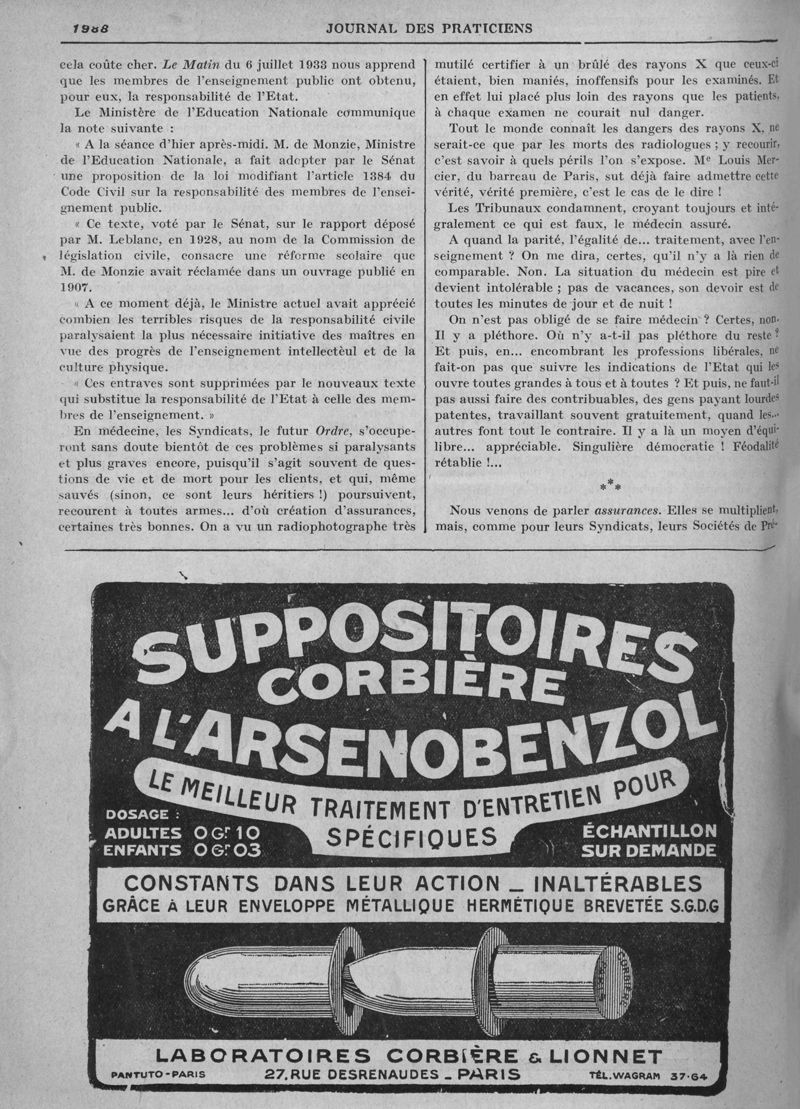 1988
JOURNAL DES PRATICIENS
cela coûte cher. Le Matin du 6 juillet 1933 nous apprend
que les membres de l'enseignement public ont obtenu,
pour eux, la responsabilité de l'Etat.
Le Ministère de l'Education Nationale communique
la note suivante :
« A la séance d'hier après-midi. M. de Monzie, Ministre
de l'Education Nationale, a fait adopter par le Sénat
une proposition de la loi modifiant l'article 1384 du
Code Civil sur la responsabilité des membres de l'ensei-
gnement public.
« Ce texte, voté par le Sénat, sur le rapport déposé
par M. Leblanc, en 1928, au nom de la Commission de
législation civile, consacre une réforme scolaire que
M. de Monzie avait réclamée dans un ouvrage publié en
1907.
« A ce moment déjà, le Ministre actuel avait apprécié
combien les terribles risques de la responsabilité civile
paralysaient la plus nécessaire initiative des maîtres en
vue des progrès de l'enseignement intellectèul et de la
culture physique.
« Ces entraves sont supprimées par le nouveaux texte
qui substitue la responsabilité de l'Etat à celle des mem-
bres de l'enseignement. »
En médecine, les Syndicats, le futur Ordre, s'occupe-
ront sans doute bientôt de ces problèmes si paralysants
et plus graves encore, puisqu'il s'agit souvent de ques-
tions de vie et de mort pour les clients, et qui, même
sauvés (sinon, ce sont leurs héritiers !) poursuivent,
recourent à toutes armes... d'où création d'assurances,
certaines très bonnes. On a vu un radiophotographe très
mutilé certifier à un brûlé des rayons X que ceux-ci
étaient, bien maniés, inoffensifs pour les examinés. Et
en effet lui placé plus loin des rayons que les patients,
à chaque examen ne courait nul danger.
Tout le monde connaît les dangers des rayons X, ne
serait-ce que par les morts des radiologues ; y recourir,
c'est savoir à quels périls l'on s'expose. Me Louis Mer-
cier, du barreau de Paris, sut déjà faire admettre cette
vérité, vérité première, c'est le cas de le dire !
Les Tribunaux condamnent, croyant toujours et inté-
gralement ce qui est faux, le médecin assuré.
A quand la parité, l'égalité de... traitement, avec l'en-
seignement ? On me dira, certes, qu'il n'y a là rien de
comparable. Non. La situation du médecin est pire et
devient intolérable ; pas de vacances, son devoir est de
toutes les minutes de jour et de nuit !
On n'est pas obligé de se faire médecin ? Certes, non.
Il y a pléthore. Où n'y a-t-il pas pléthore du reste ?
Et puis, en... encombrant les professions libérales, ne
fait-on pas que suivre les indications de l'Etat qui les
ouvre toutes grandes à tous et à toutes ? Et puis, ne faut-il
pas aussi faire des contribuables, des gens payant lourdes
patentes, travaillant souvent gratuitement, quand les...
autres font tout le contraire. Il y a là un moyen d'équi-
libre... appréciable. Singulière démocratie ! Féodalité
rétablie !...
***
Nous venons de parler assurances. Elles se multiplient,
mais, comme pour leurs Syndicats, leurs Sociétés de Pré-
SUPPOSITOIRES
CORBIÈRE
A L'ARSENOBENZOL
LE MEILLEUR TRAITEMENT D'ENTRETIEN POUR
SPÉCIFIQUES
DOSAGE :
ADULTES 0 Gr 10
ENFANTS 0 Gr 03
ÉCHANTILLON
SUR DEMANDE
CONSTANTS DANS LEUR ACTION _ INALTÉRABLES
GRÂCE A LEUR ENVELOPPE MÉTALLIQUE HERMÉTIQUE BREVETÉE S.G.D.G
CORBIÈRE
PARIS
LABORATOIRES CORBIÈRE & LIONNET
PANTUTO-PARIS
27, RUE DESRENAUDES _ PARIS
TÉL. WAGRAM 37-64